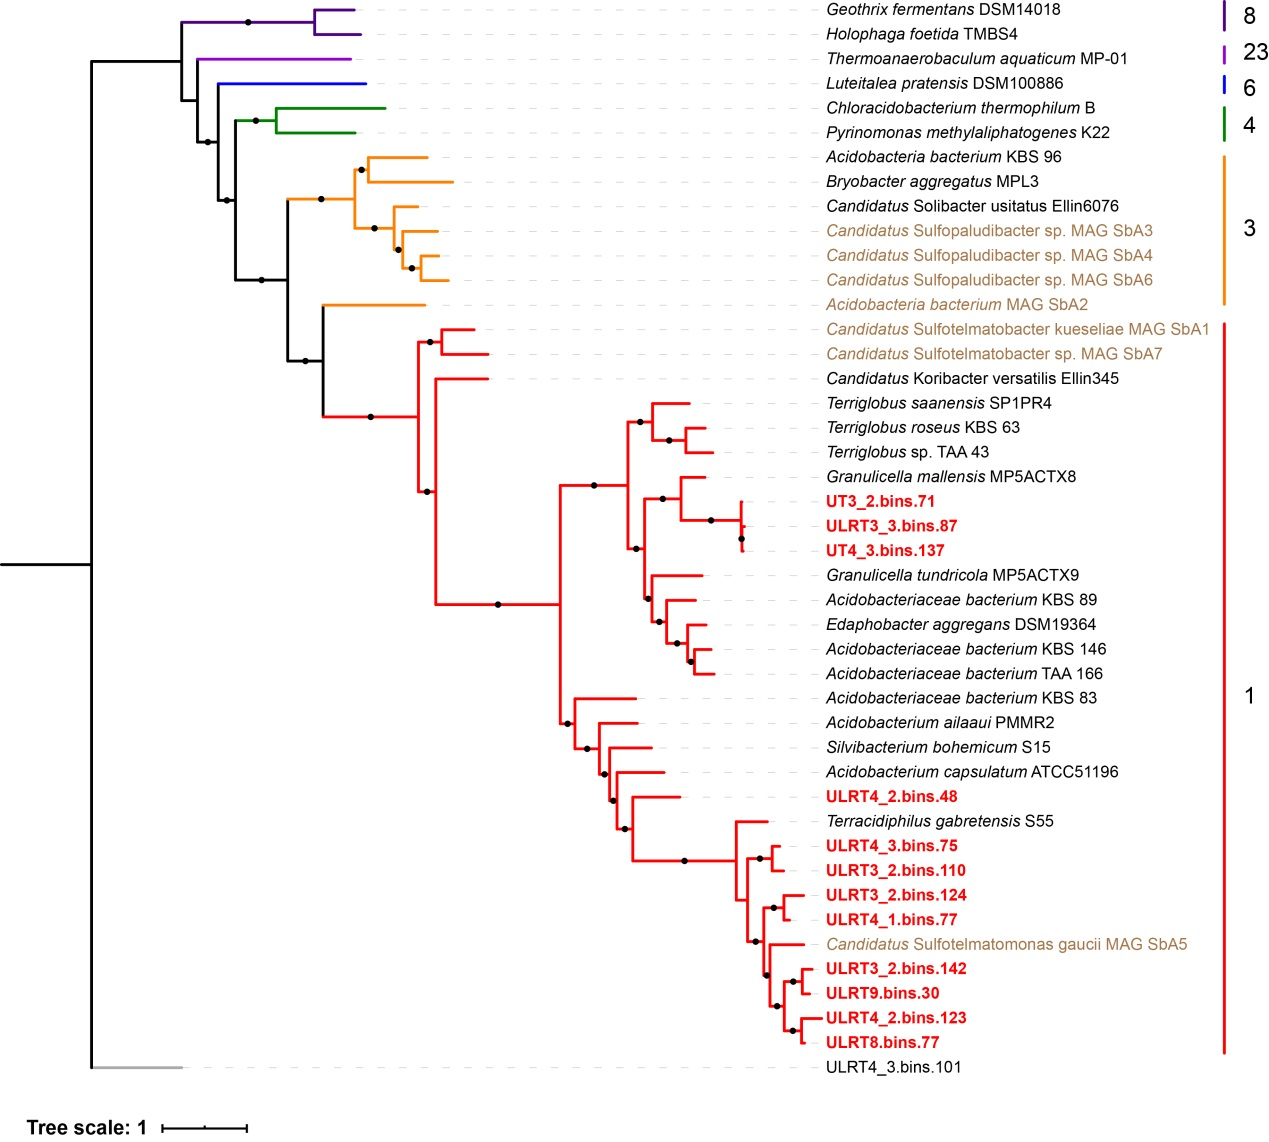 Geothrix fermentans DSM14018
8
Holophaga foetida TMBS4
Thermoanaerobaculum aquaticum MP-01
23
Luteitalea pratensis DSM100886
6
Chloracidobacterium thermophilum B
4
Pyrinomonas methylaliphatogenes K22
Acidobacteria bacterium KBS 96
Bryobacter aggregatus MPL3
Candidatus Solibacter usitatus Ellin6076
Candidatus Sulfopaludibacter sp. MAG SbA3
3
Candidatus Sulfopaludibacter sp. MAG SbA4
Candidatus Sulfopaludibacter sp. MAG SbA6
Acidobacteria bacterium MAG SbA2
Candidatus Sulfotelmatobacter kueseliae MAG SbA1
Candidatus Sulfotelmatobacter sp. MAG SbA7
Candidatus Koribacter versatilis Ellin345
Terriglobus saanensis SP1PR4
Terriglobus roseus KBS 63
Terriglobus sp. TAA 43
Granulicella mallensis MP5ACTX8
UT3_2.bins.71
ULRT3_3.bins.87
UT4_3.bins.137
Granulicella tundricola MP5ACTX9
Acidobacteriaceae bacterium KBS 89
Edaphobacter aggregans DSM19364
Acidobacteriaceae bacterium KBS 146
Acidobacteriaceae bacterium TAA 166
Acidobacteriaceae bacterium KBS 83
1
Acidobacterium ailaaui PMMR2
Silvibacterium bohemicum S15
Acidobacterium capsulatum ATCC51196
ULRT4_2.bins.48
Terracidiphilus gabretensis S55
ULRT4_3.bins.75
ULRT3_2.bins.110
ULRT3_2.bins.124
ULRT4_1.bins.77
Candidatus Sulfotelmatomonas gaucii MAG SbA5
ULRT3_2.bins.142
ULRT9.bins.30
ULRT4_2.bins.123
ULRT8.bins.77
ULRT4_3.bins.101
Tree scale: 1